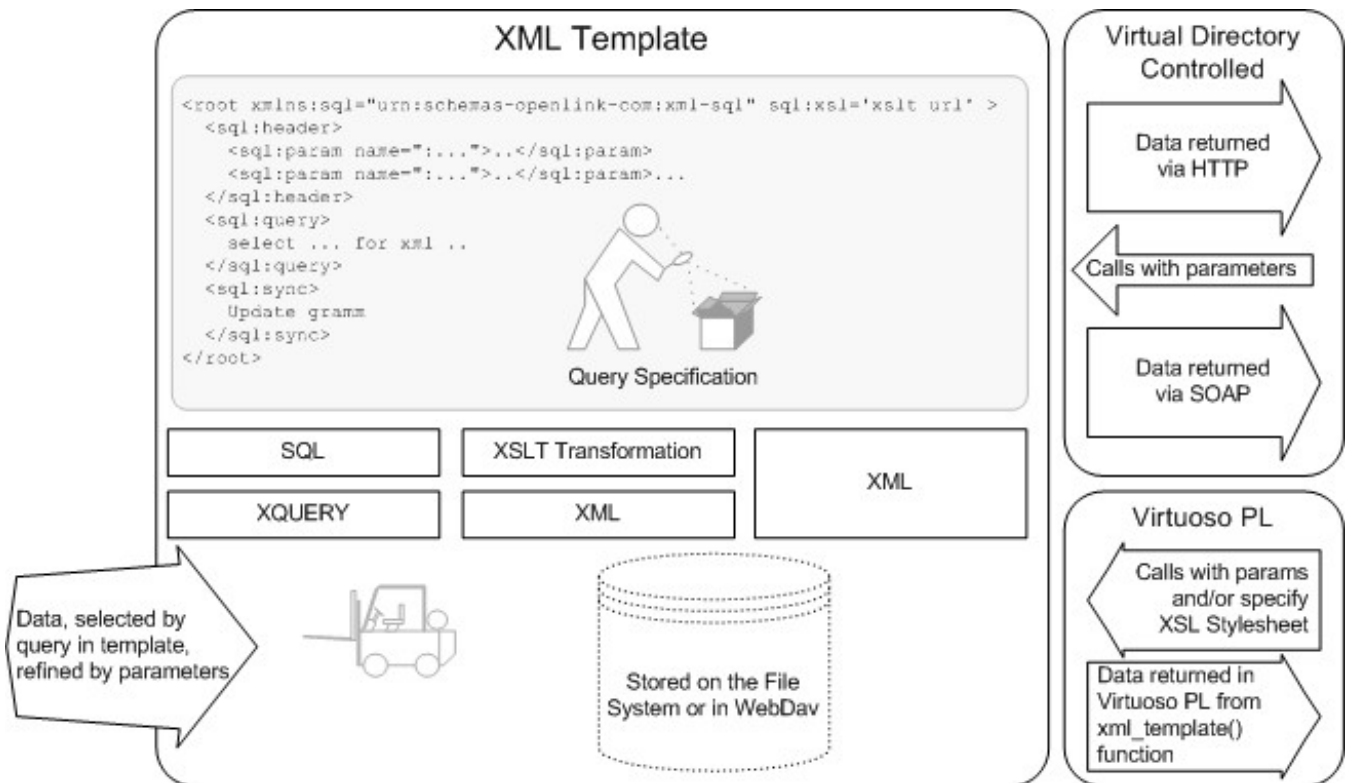 XML Template
<root xmlns:sql="urn:schemas-openlink-com:xml-sql" sql:xsl='xslt url' >
<sql:header>
<sql:param name=":...">..</sql:param>
<sql:param name=":...">..</sql:param>...
</sql:header>
<sql:query>
select ... for xml ..
</sql:query>
<sql:sync>
Update gramm
</sql:sync>
</root>
Query Specification
SQL
XSLT Transformation
XML
XQUERY
XML
Data, selected by
query in template,
refined by parameters
Stored on the File
System or in WebDav
Virtual Directory
Controlled
Data returned
via HTTP
Calls with parameters
Data returned
via SOAP
Virtuoso PL
Calls with params
and/or specify
XSL Stylesheet
Data returned in
Virtuoso PL from
xml_template()
function